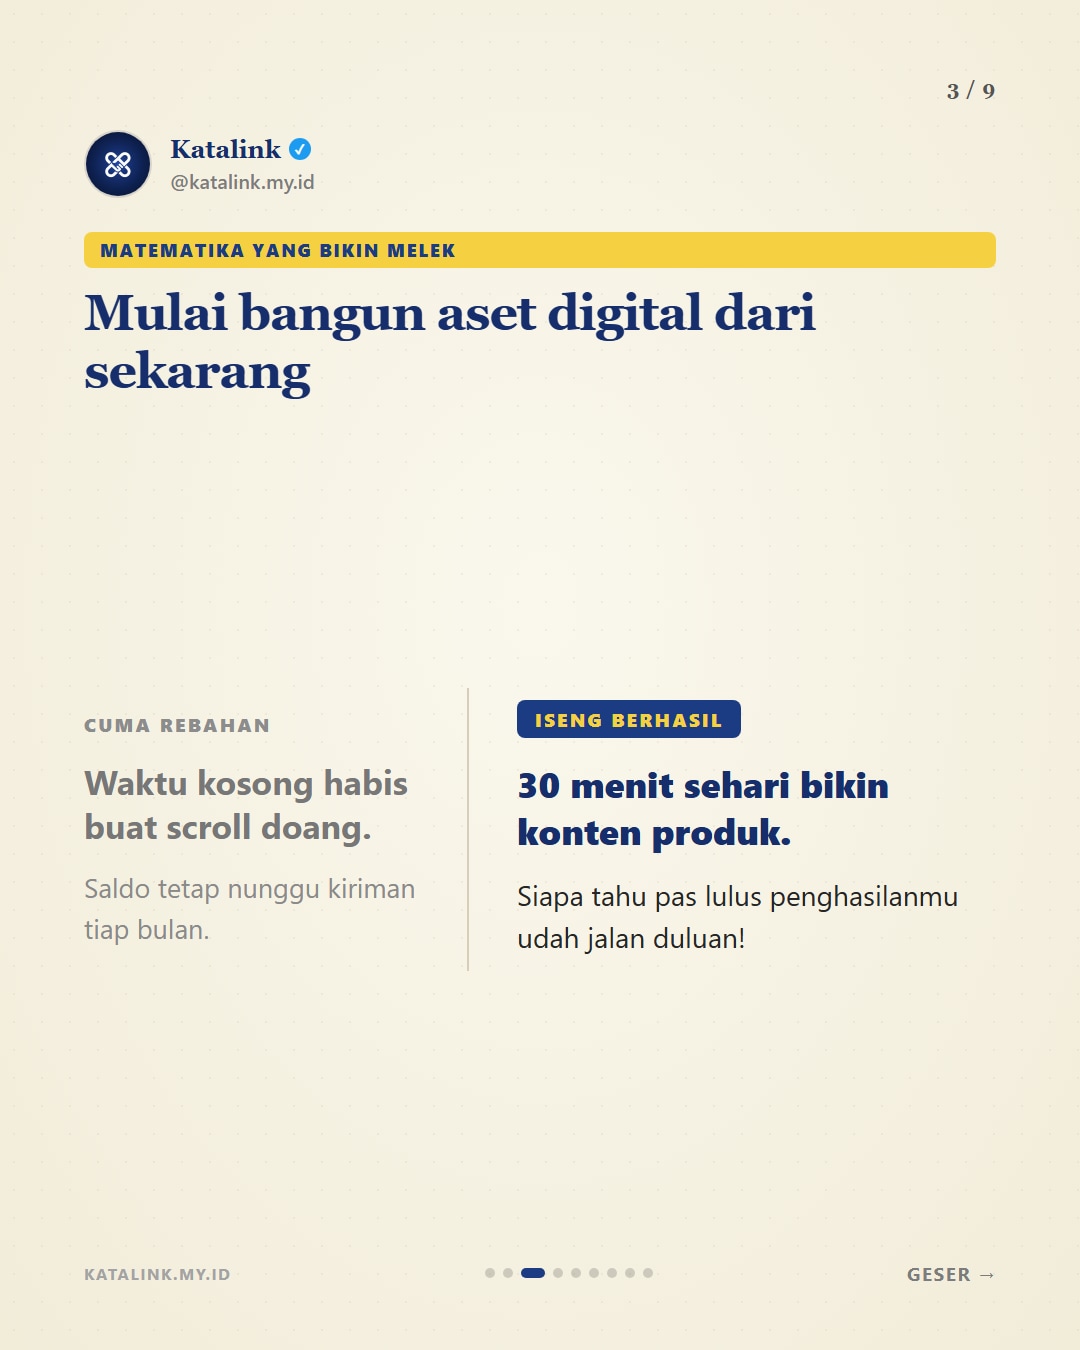 3 / 9
Katalink
@katalink.my.id
MATEMATIKA YANG BIKIN MELEK
Mulai bangun aset digital dari
sekarang
CUMA REBAHAN
Waktu kosong habis
buat scroll doang.
Saldo tetap nunggu kiriman
tiap bulan.
ISENG BERHASIL
30 menit sehari bikin
konten produk.
Siapa tahu pas lulus penghasilanmu
udah jalan duluan!
KATALINK.MY.ID
GESER →